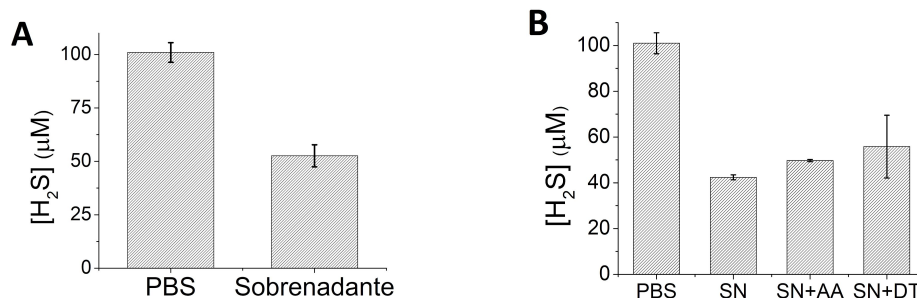 A
[H₂S] (μM)
100
75
50
25
0
PBS Sobrenadante
B
[H₂S] (μM)
100
80
60
40
20
0
PBS SN SN+AA SN+DT